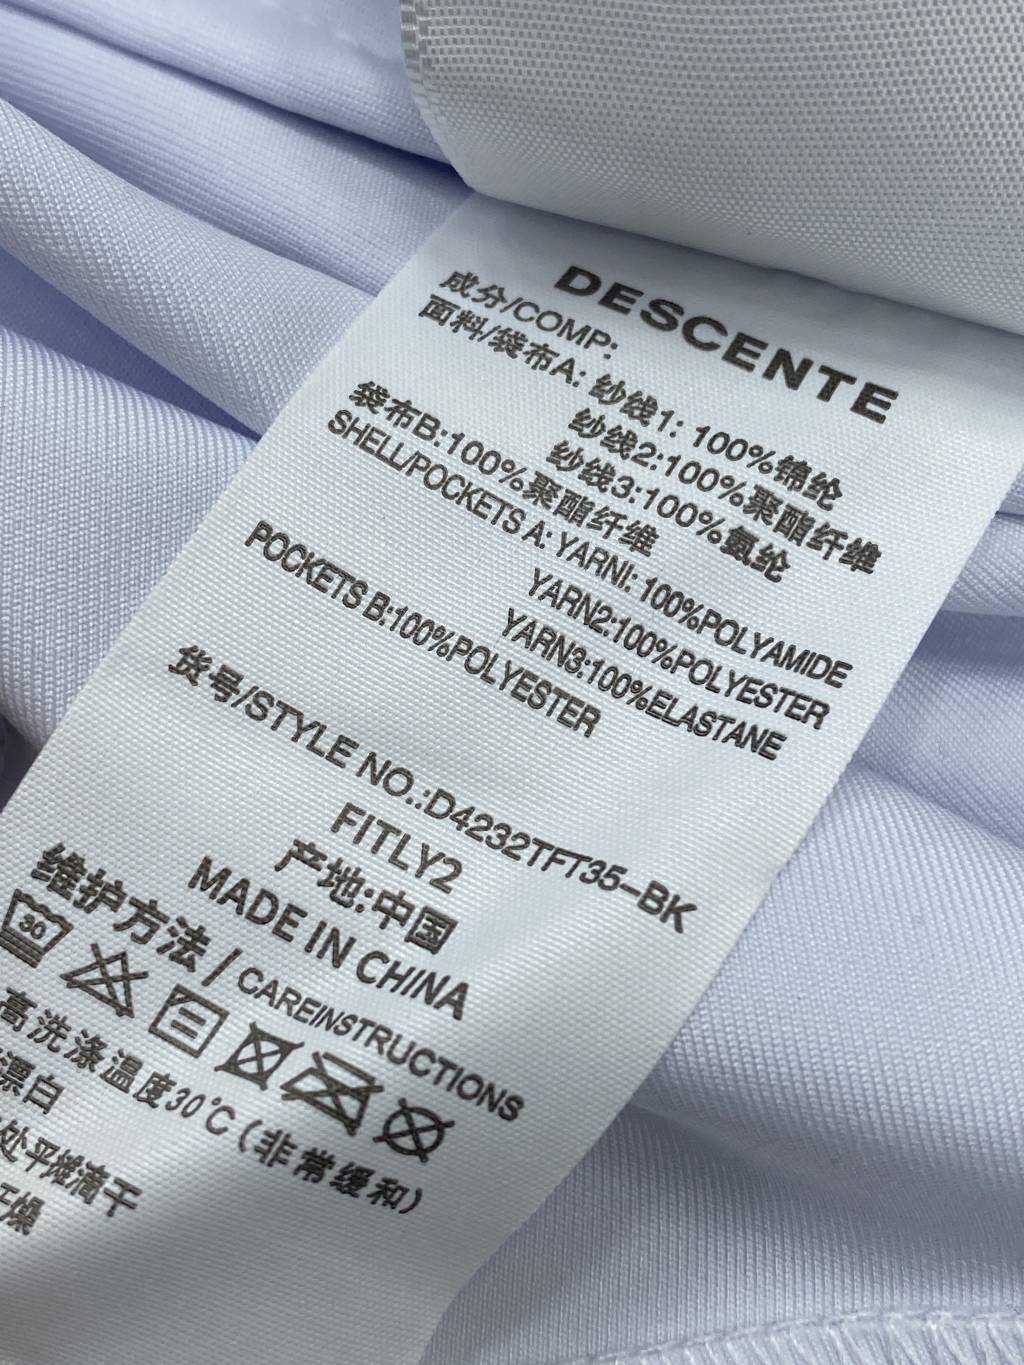 DESCENTE
成分/COMP:
面料/袋布A: 纱线1: 100%锦纶
纱线2:100%聚酯纤维
纱线3:100%氨纶
袋布B:100%聚酯纤维
SHELL/POCKETS A: YARN1: 100%POLYAMIDE
YARN2:100%POLYESTER
YARN3:100%ELASTANE
POCKETS B:100%POLYESTER
货号/STYLE NO.:D4232TFT35-BK
FITLY2
产地:中国
MADE IN CHINA
维护方法 / CAREINSTRUCTIONS
30
高洗涤温度30℃(非常缓和)
漂白
处平摊滴干
干燥